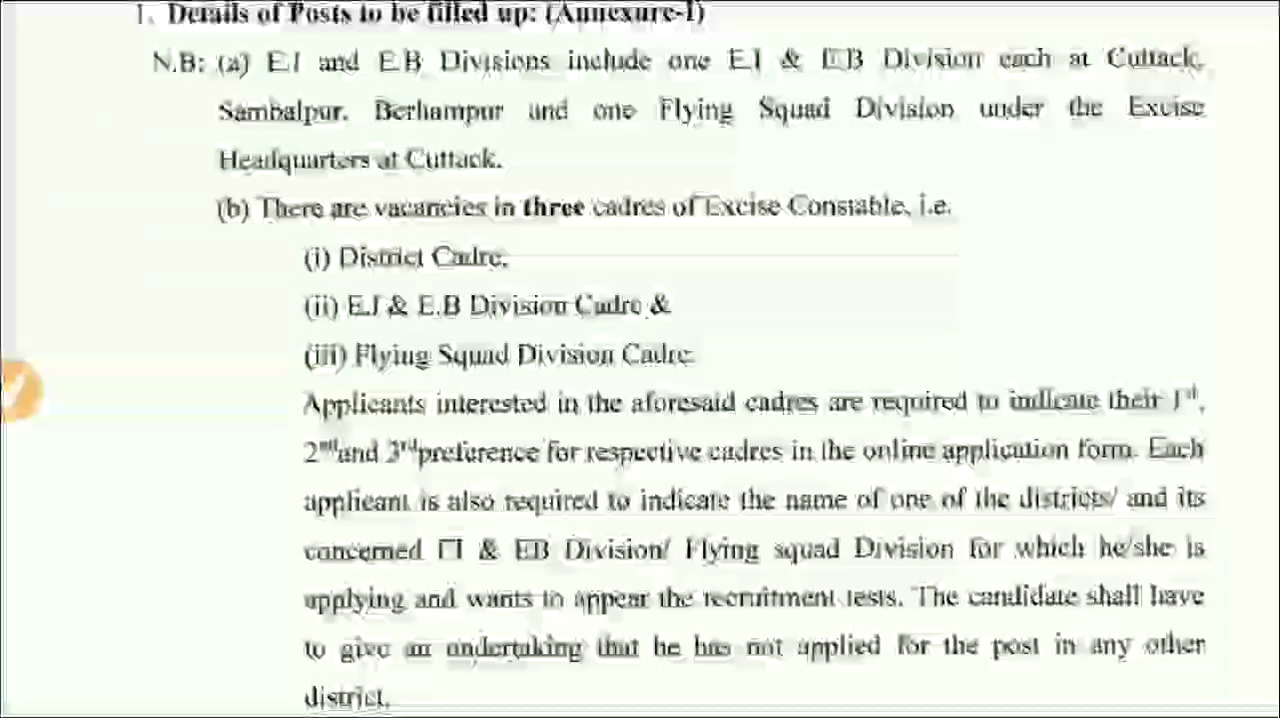 1. Details of Posts to be filled up: (Annexure-I)
N.B: (a) E.I and E.B Divisions include one E.I & E.B Division each at Cuttack,
Sambalpur, Berhampur and one Flying Squad Division under the Excise
Headquarters at Cuttack.
(b) There are vacancies in three cadres of Excise Constable, i.e.
(i) District Cadre,
(ii) E.I & E.B Division Cadre &
(iii) Flying Squad Division Cadre
Applicants interested in the aforesaid cadres are required to indicate their 1st,
2nd and 3rd preference for respective cadres in the online application form. Each
applicant is also required to indicate the name of one of the districts/ and its
concerned EI & EB Division/ Flying squad Division for which he/she is
applying and wants to appear the recruitment tests. The candidate shall have
to give an undertaking that he has not applied for the post in any other
district.